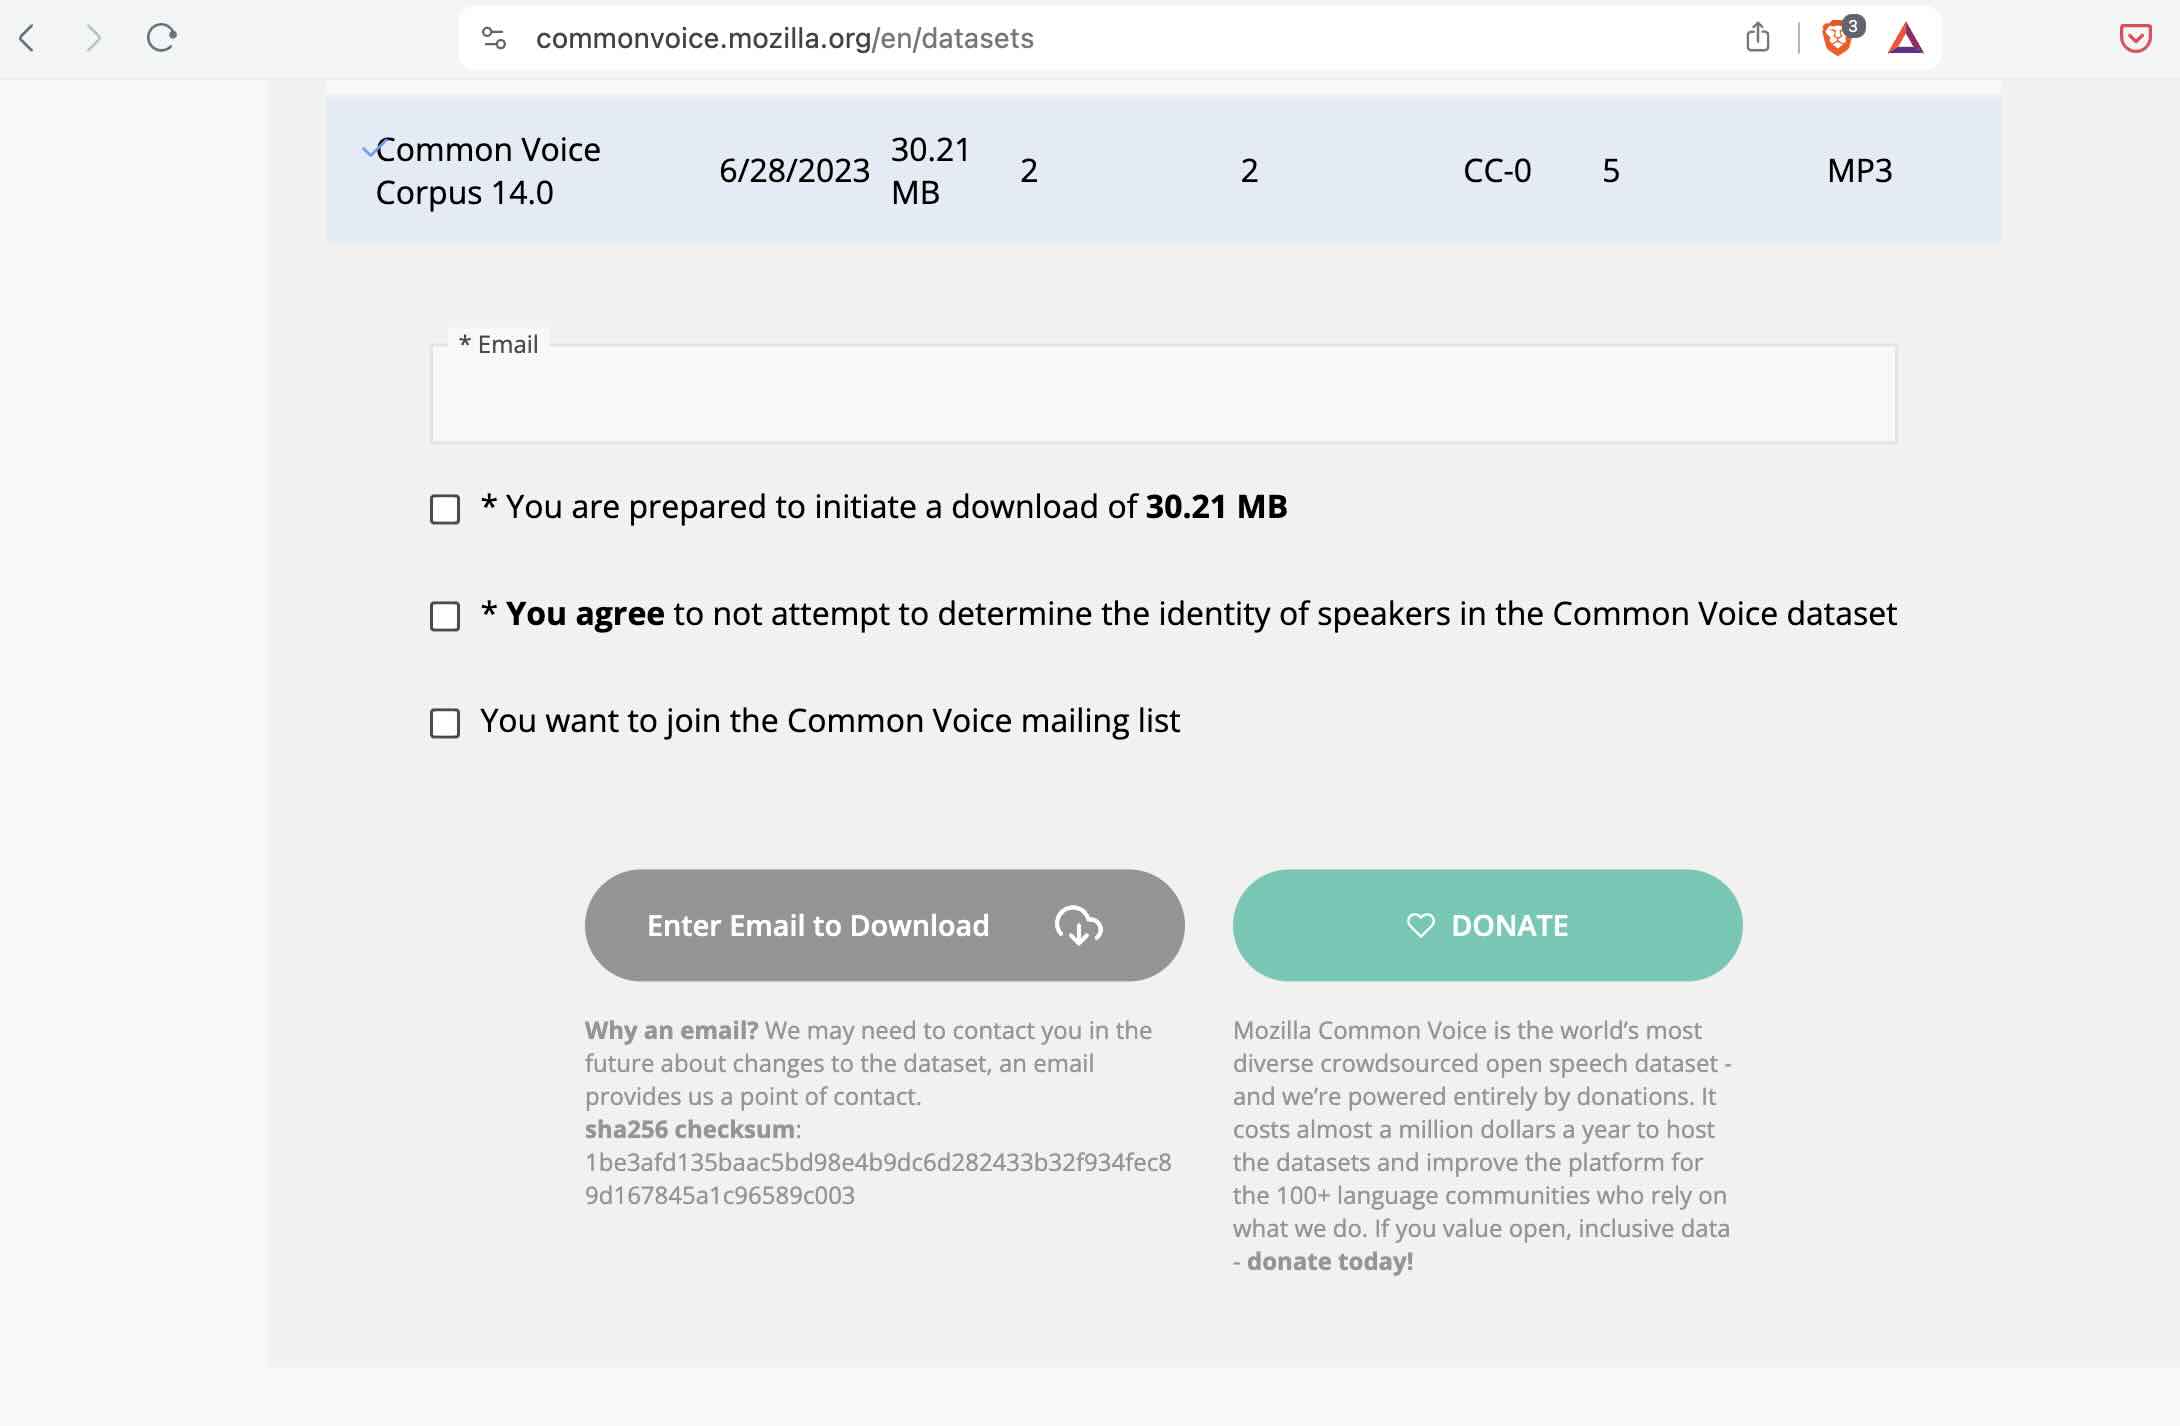 commonvoice.mozilla.org/en/datasets
3
Common Voice
Corpus 14.0
6/28/2023
30.21
MB
2
2
CC-0
5
MP3
* Email
* You are prepared to initiate a download of 30.21 MB
* You agree to not attempt to determine the identity of speakers in the Common Voice dataset
You want to join the Common Voice mailing list
Enter Email to Download
DONATE
Why an email? We may need to contact you in the
future about changes to the dataset, an email
provides us a point of contact.
sha256 checksum:
1be3afd135baac5bd98e4b9dc6d282433b32f934fec8
9d167845a1c96589c003
Mozilla Common Voice is the world’s most
diverse crowdsourced open speech dataset -
and we’re powered entirely by donations. It
costs almost a million dollars a year to host
the datasets and improve the platform for
the 100+ language communities who rely on
what we do. If you value open, inclusive data
- donate today!